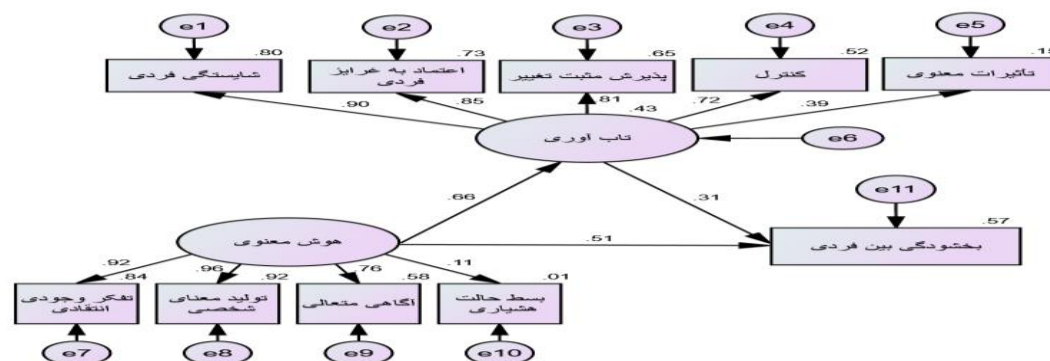 e1
e2
e3
e4
e5
.80
.73
.65
.52
شایستگی فردی
اعتماد به غرایز
فردی
پذیرش مثبت تغییر
کنترل
تأثیرات معنوی
.90
.85
.81
.43
.72
.39
تاب آوری
e6
.66
.31
e11
.57
هوش معنوی
.51
بخشودگی بین فردی
.92
.84
.96
.92
.76
.58
.11
.01
تفکر وجودی
انتقادی
تولید معنای
شخصی
آگاهی متعالی
بسط حالت
هشیاری
e7
e8
e9
e10